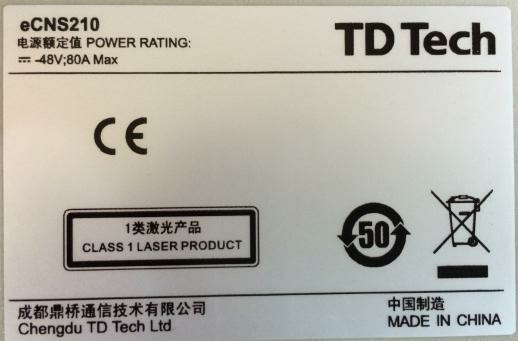 eCNS210
电源额定值 POWER RATING:
⎓ -48V;80A Max
TD Tech
CE
1类激光产品
CLASS 1 LASER PRODUCT
50
成都鼎桥通信技术有限公司
Chengdu TD Tech Ltd
中国制造
MADE IN CHINA